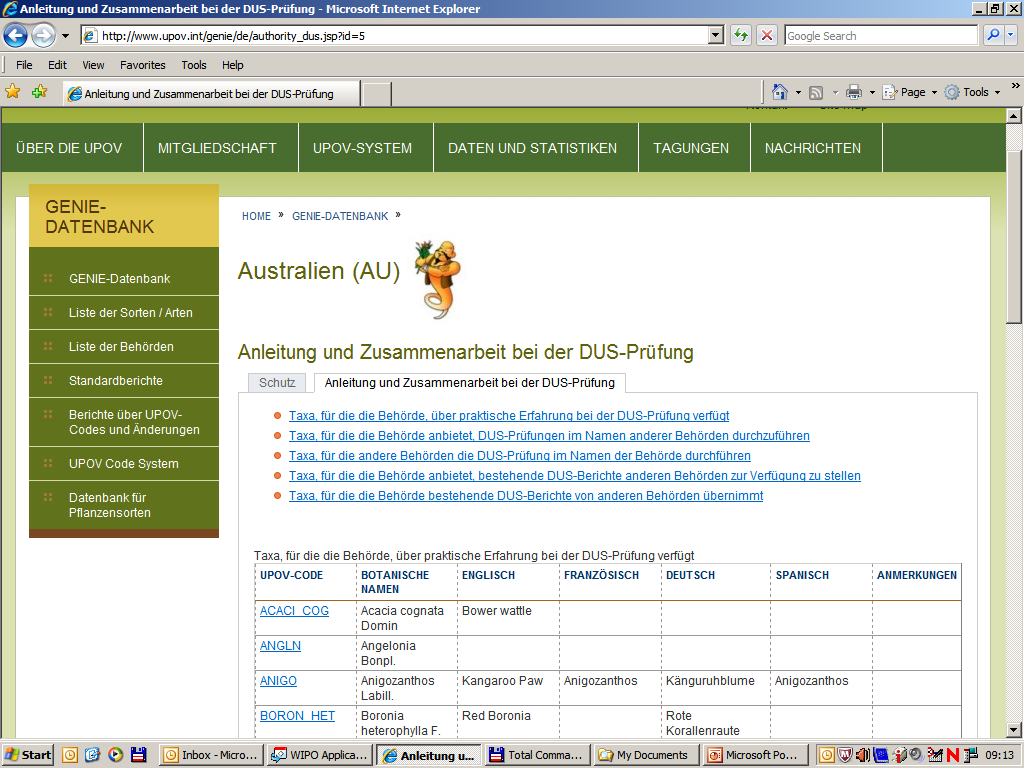 Anleitung und Zusammenarbeit bei der DUS-Prüfung - Microsoft Internet Explorer
http://www.upov.int/genie/de/authority_dus.jsp?id=5
Google Search
File Edit View Favorites Tools Help
Anleitung und Zusammenarbeit bei der DUS-Prüfung
Page
Tools
ÜBER DIE UPOV
MITGLIEDSCHAFT
UPOV-SYSTEM
DATEN UND STATISTIKEN
TAGUNGEN
NACHRICHTEN
GENIE-
DATENBANK
GENIE-Datenbank
Liste der Sorten / Arten
Liste der Behörden
Standardberichte
Berichte über UPOV-
Codes und Änderungen
UPOV Code System
Datenbank für
Pflanzensorten
HOME » GENIE-DATENBANK »
Australien (AU)
Anleitung und Zusammenarbeit bei der DUS-Prüfung
Schutz
Anleitung und Zusammenarbeit bei der DUS-Prüfung
Taxa, für die die Behörde, über praktische Erfahrung bei der DUS-Prüfung verfügt
Taxa, für die die Behörde anbietet, DUS-Prüfungen im Namen anderer Behörden durchzuführen
Taxa, für die andere Behörden die DUS-Prüfung im Namen der Behörde durchführen
Taxa, für die die Behörde anbietet, bestehende DUS-Berichte anderen Behörden zur Verfügung zu stellen
Taxa, für die die Behörde bestehende DUS-Berichte von anderen Behörden übernimmt
Taxa, für die die Behörde, über praktische Erfahrung bei der DUS-Prüfung verfügt
UPOV-CODE BOTANISCHE NAMEN ENGLISCH FRANZÖSISCH DEUTSCH SPANISCH ANMERKUNGEN
ACACI_COG Acacia cognata Domin Bower wattle
ANGLN Angelonia Bonpl.
ANIGO Anigozanthos Labill. Kangaroo Paw Anigozanthos Känguruhblume Anigozanthos
BORON_HET Boronia heterophylla F. Red Boronia Rote Korallenraute
Start
Inbox - Micro...
WIPO Applica...
Anleitung u...
Total Comma...
My Documents
Microsoft Po...
09:13